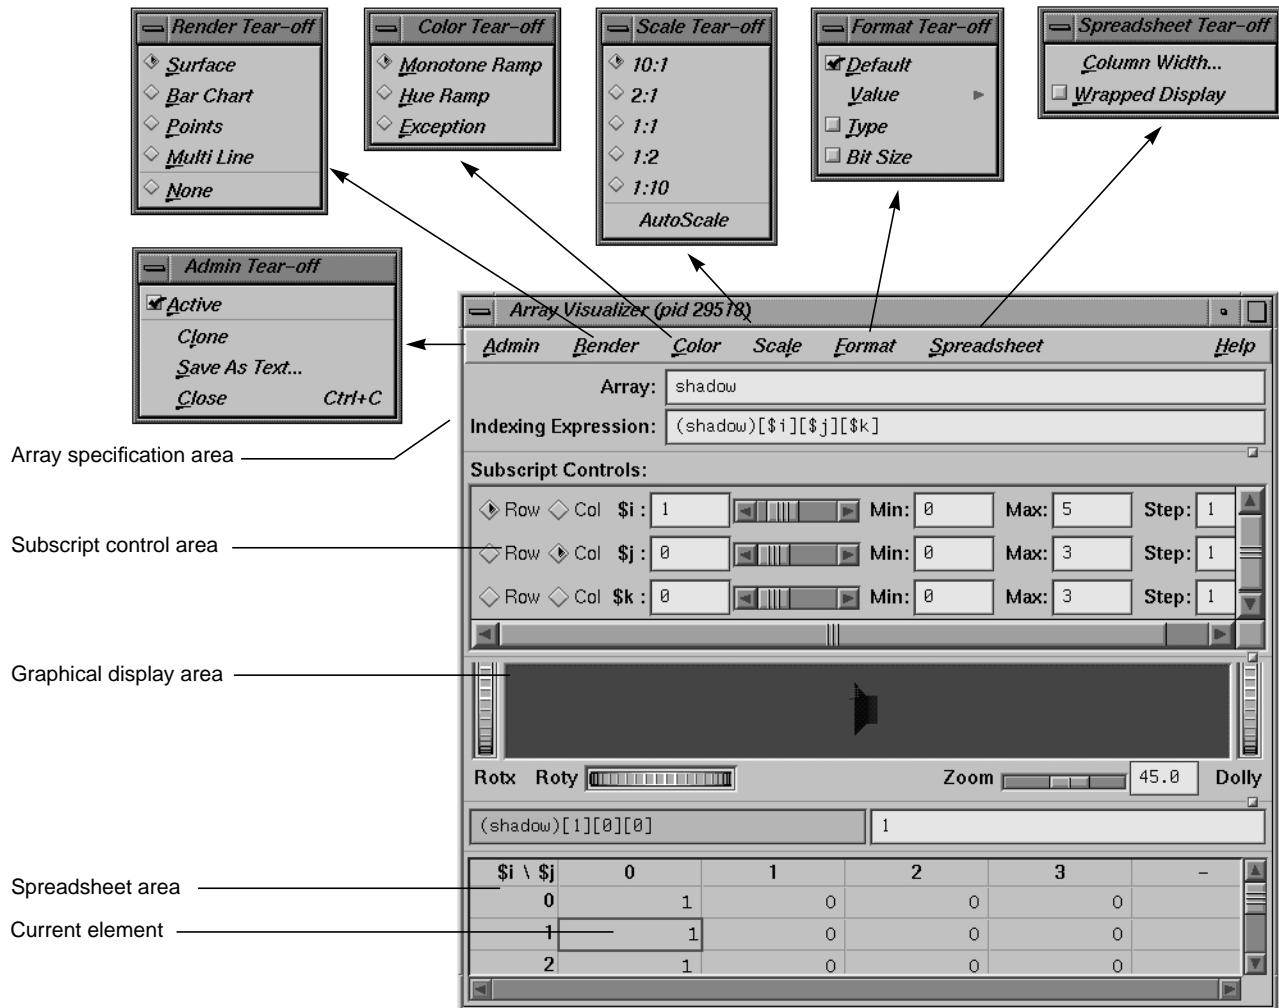 Render Tear-off
Surface
Bar Chart
Points
Multi Line
None
Color Tear-off
Monotone Ramp
Hue Ramp
Exception
Scale Tear-off
10:1
2:1
1:1
1:2
1:10
AutoScale
Format Tear-off
Default
Value
Type
Bit Size
Spreadsheet Tear-off
Column Width...
Wrapped Display
Admin Tear-off
Active
Clone
Save As Text...
Close Ctrl+C
Array Visualizer (pid 29518)
Admin Render Color Scale Format Spreadsheet Help
Array: shadow
Indexing Expression: (shadow)[$i][$j][$k]
Array specification area
Subscript Controls:
Row Col $i : 1 Min: 0 Max: 5 Step: 1
Subscript control area
Row Col $j : 0 Min: 0 Max: 3 Step: 1
Row Col $k : 0 Min: 0 Max: 3 Step: 1
Graphical display area
Rotx Roty Zoom 45.0 Dolly
(shadow)[1][0][0] 1
$i \ $j 0 1 2 3 -
Spreadsheet area
0 1 0 0 0
Current element
1 1 0 0 0
2 1 0 0 0